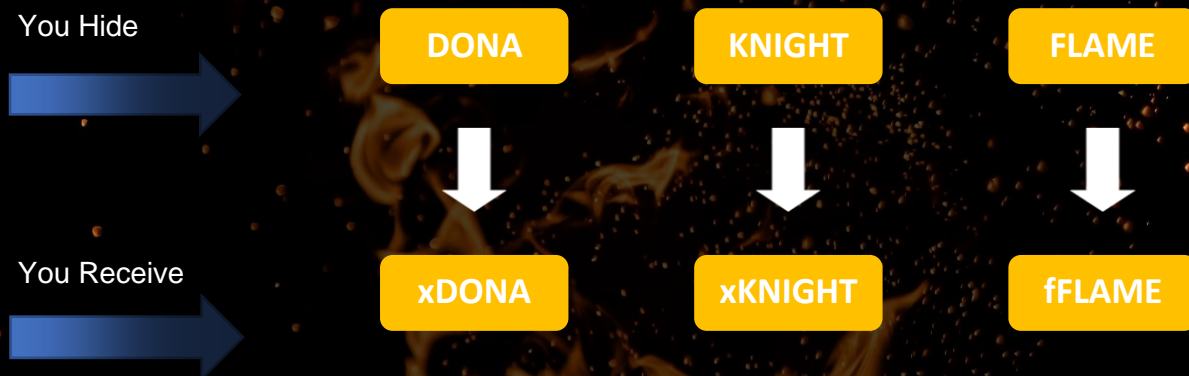 You Hide
DONA KNIGHT FLAME
You Receive
xDONA xKNIGHT fFLAME